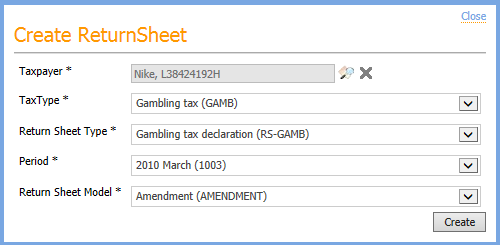 Close
Create ReturnSheet
Taxpayer * Nike, L38424192H
TaxType * Gambling tax (GAMB)
Return Sheet Type * Gambling tax declaration (RS-GAMB)
Period * 2010 March (1003)
Return Sheet Model * Amendment (AMENDMENT)
Create